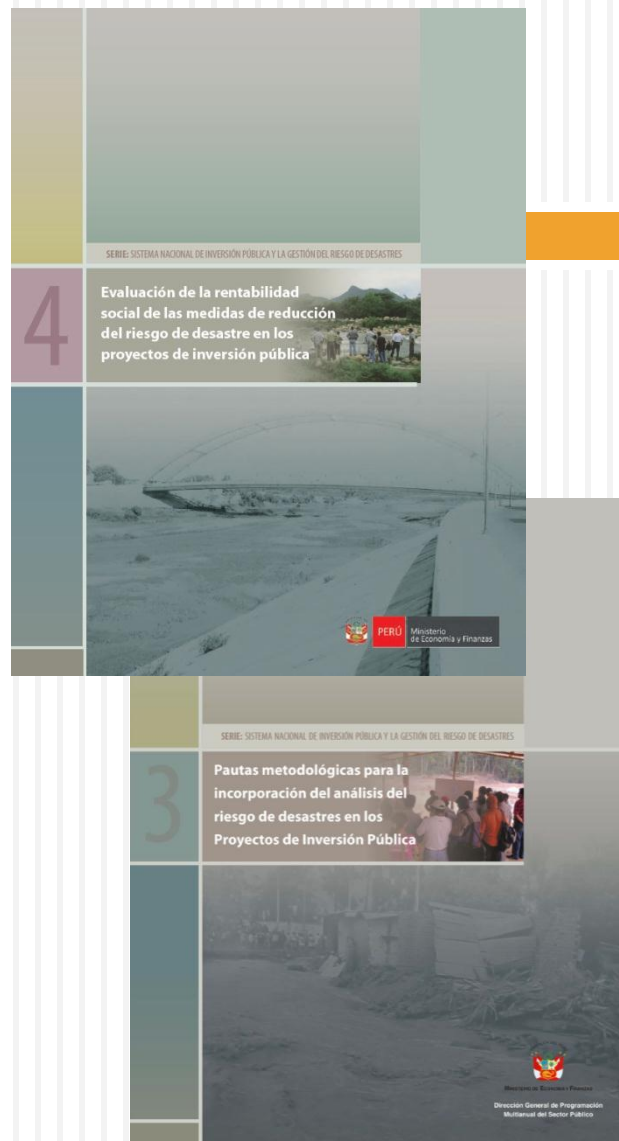 SERIE: SISTEMA NACIONAL DE INVERSIÓN PÚBLICA Y LA GESTIÓN DEL RIESGO DE DESASTRES
4
Evaluación de la rentabilidad
social de las medidas de reducción
del riesgo de desastre en los
proyectos de inversión pública
PERÚ
Ministerio
de Economía y Finanzas
SERIE: SISTEMA NACIONAL DE INVERSIÓN PÚBLICA Y LA GESTIÓN DEL RIESGO DE DESASTRES
3
Pautas metodológicas para la
incorporación del análisis del
riesgo de desastres en los
Proyectos de Inversión Pública
MINISTERIO DE ECONOMÍA Y FINANZAS
Dirección General de Programación
Multianual del Sector Público